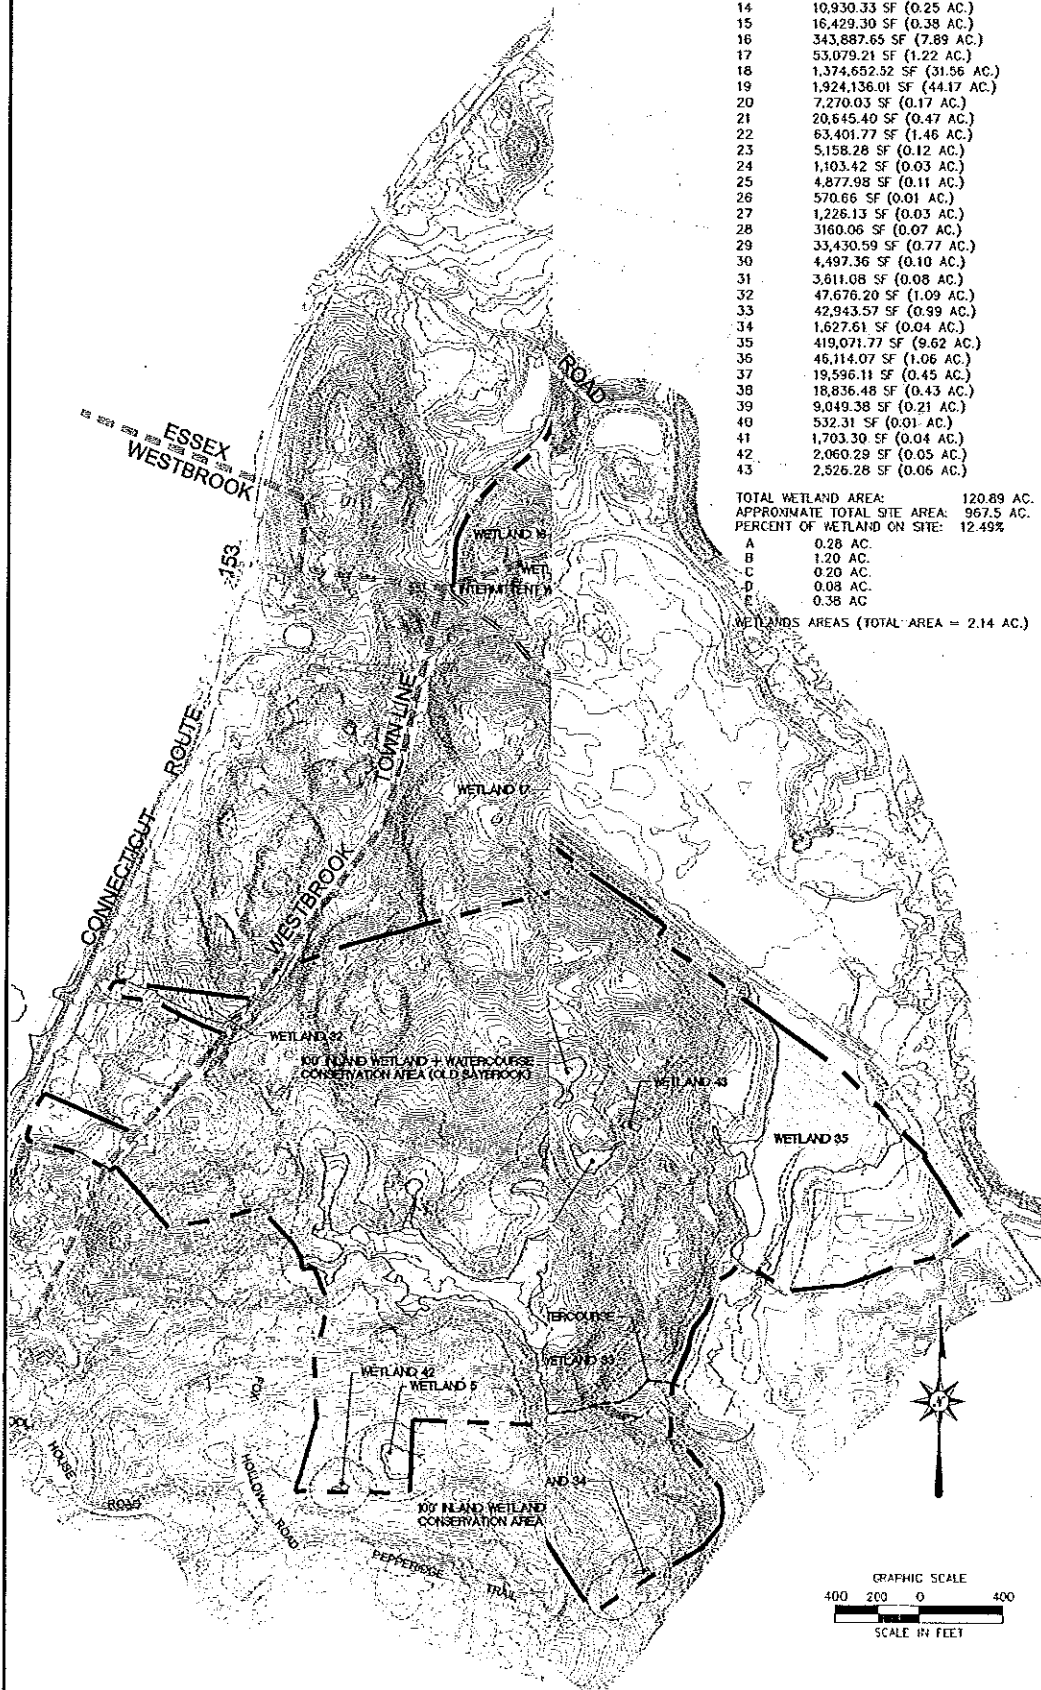 14 10,930.33 SF (0.25 AC.)
15 16,429.30 SF (0.38 AC.)
16 343,887.65 SF (7.89 AC.)
17 53,079.21 SF (1.22 AC.)
18 1,374,652.52 SF (31.56 AC.)
19 1,924,136.01 SF (44.17 AC.)
20 7,270.03 SF (0.17 AC.)
21 20,645.40 SF (0.47 AC.)
22 63,401.77 SF (1.46 AC.)
23 5,158.28 SF (0.12 AC.)
24 1,103.42 SF (0.03 AC.)
25 4,877.98 SF (0.11 AC.)
26 570.66 SF (0.01 AC.)
27 1,226.13 SF (0.03 AC.)
28 3160.06 SF (0.07 AC.)
29 33,430.59 SF (0.77 AC.)
30 4,497.36 SF (0.10 AC.)
31 3,611.08 SF (0.08 AC.)
32 47,676.20 SF (1.09 AC.)
33 42,943.57 SF (0.99 AC.)
34 1,627.61 SF (0.04 AC.)
35 419,071.77 SF (9.62 AC.)
36 46,114.07 SF (1.06 AC.)
37 19,596.11 SF (0.45 AC.)
38 18,836.48 SF (0.43 AC.)
39 9,049.38 SF (0.21 AC.)
40 532.31 SF (0.01 AC.)
41 1,703.30 SF (0.04 AC.)
42 2,060.29 SF (0.05 AC.)
43 2,526.28 SF (0.06 AC.)
TOTAL WETLAND AREA: 120.89 AC.
APPROXIMATE TOTAL SITE AREA: 967.5 AC.
PERCENT OF WETLAND ON SITE: 12.49%
A 0.28 AC.
B 1.20 AC.
C 0.20 AC.
D 0.08 AC.
E 0.38 AC
WETLANDS AREAS (TOTAL AREA = 2.14 AC.)
ROAD
ESSEX
WESTBROOK
WETLAND 18
WETL
INTERMITTENT W
153
CONNECTICUT ROUTE
TOWN LINE
WESTBROOK
WETLAND 17
WETLAND 32
100' INLAND WETLAND + WATERCOURSE
CONSERVATION AREA (OLD SAYBROOK)
WETLAND 43
WETLAND 35
TERCOURSE
WETLAND 33
WETLAND 42
WETLAND 5
FOX
HOLLOW
ROAD
HOUSE
ROAD
AND 34
100' INLAND WETLAND
CONSERVATION AREA
PEPPERIDGE TRAIL
N
GRAPHIC SCALE
400 200 0 400
SCALE IN FEET